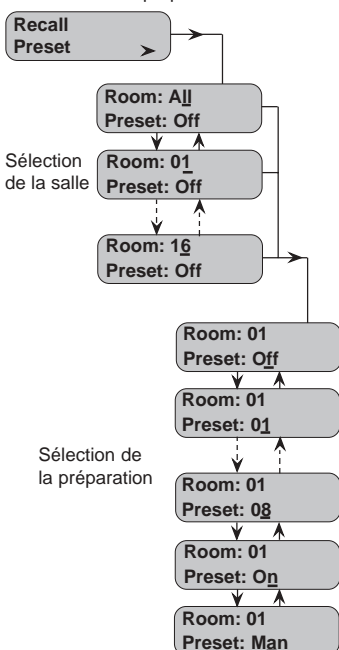 Recall
Preset
Room: All
Preset: Off
Sélection
de la salle
Room: 01
Preset: Off
Room: 16
Preset: Off
Room: 01
Preset: Off
Room: 01
Preset: 01
Sélection de
la préparation
Room: 01
Preset: 08
Room: 01
Preset: On
Room: 01
Preset: Man